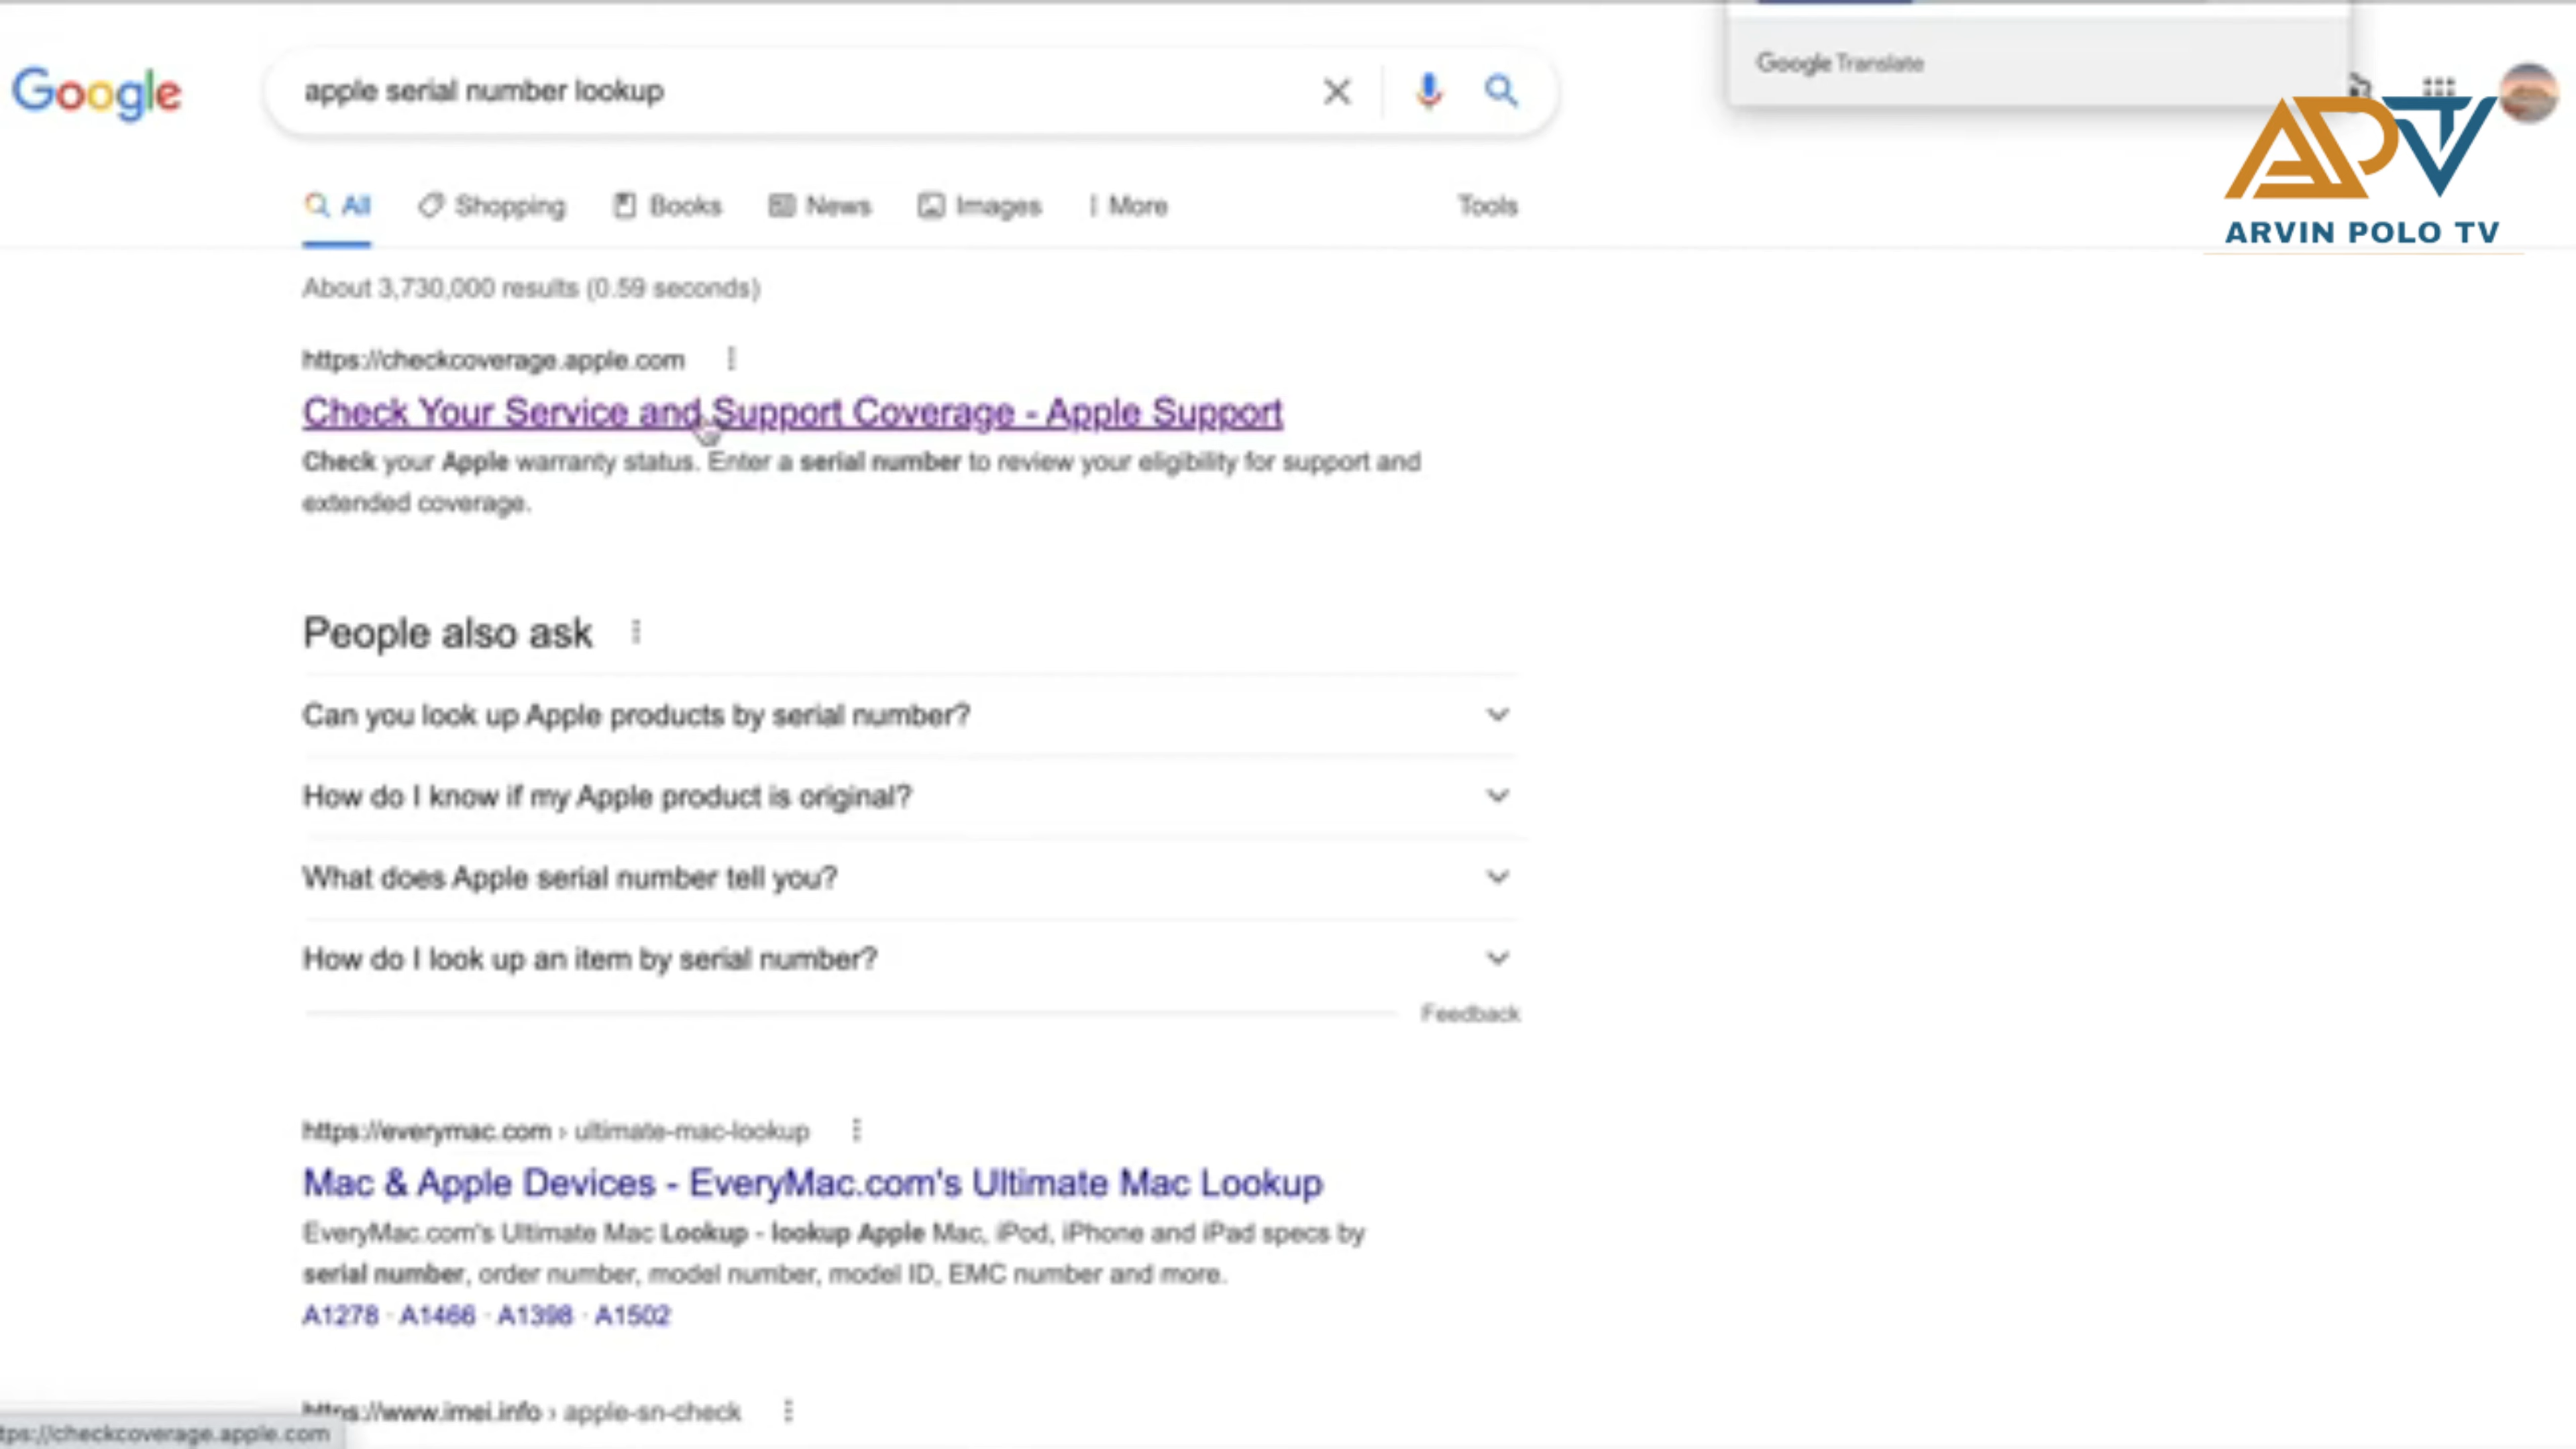 Google
apple serial number lookup
Google Translate
ARVIN POLO TV
All
Shopping
Books
News
Images
More
Tools
About 3,730,000 results (0.59 seconds)
https://checkcoverage.apple.com
Check Your Service and Support Coverage - Apple Support
Check your Apple warranty status. Enter a serial number to review your eligibility for support and
extended coverage.
People also ask
Can you look up Apple products by serial number?
How do I know if my Apple product is original?
What does Apple serial number tell you?
How do I look up an item by serial number?
Feedback
https://everymac.com › ultimate-mac-lookup
Mac & Apple Devices - EveryMac.com's Ultimate Mac Lookup
EveryMac.com's Ultimate Mac Lookup - lookup Apple Mac, iPod, iPhone and iPad specs by
serial number, order number, model number, model ID, EMC number and more.
A1278 · A1466 · A1398 · A1502
https://www.imei.info › apple-sn-check
tps://checkcoverage.apple.com